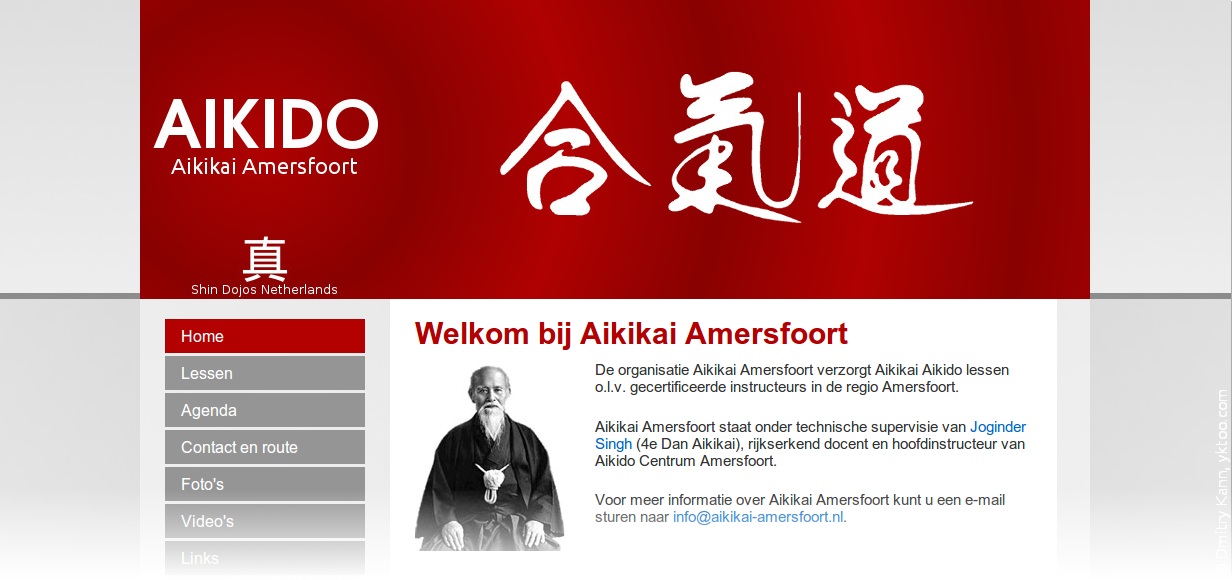 AIKIDO
Aikikai Amersfoort
合氣道
真
Shin Dojos Netherlands
Home
Lessen
Agenda
Contact en route
Foto's
Video's
Links
Welkom bij Aikikai Amersfoort
De organisatie Aikikai Amersfoort verzorgt Aikikai Aikido lessen
o.l.v. gecertificeerde instructeurs in de regio Amersfoort.
Aikikai Amersfoort staat onder technische supervisie van Joginder
Singh (4e Dan Aikikai), rijkserkend docent en hoofdinstructeur van
Aikido Centrum Amersfoort.
Voor meer informatie over Aikikai Amersfoort kunt u een e-mail
sturen naar info@aikikai-amersfoort.nl.
Dmitry Kann, yktoo.com